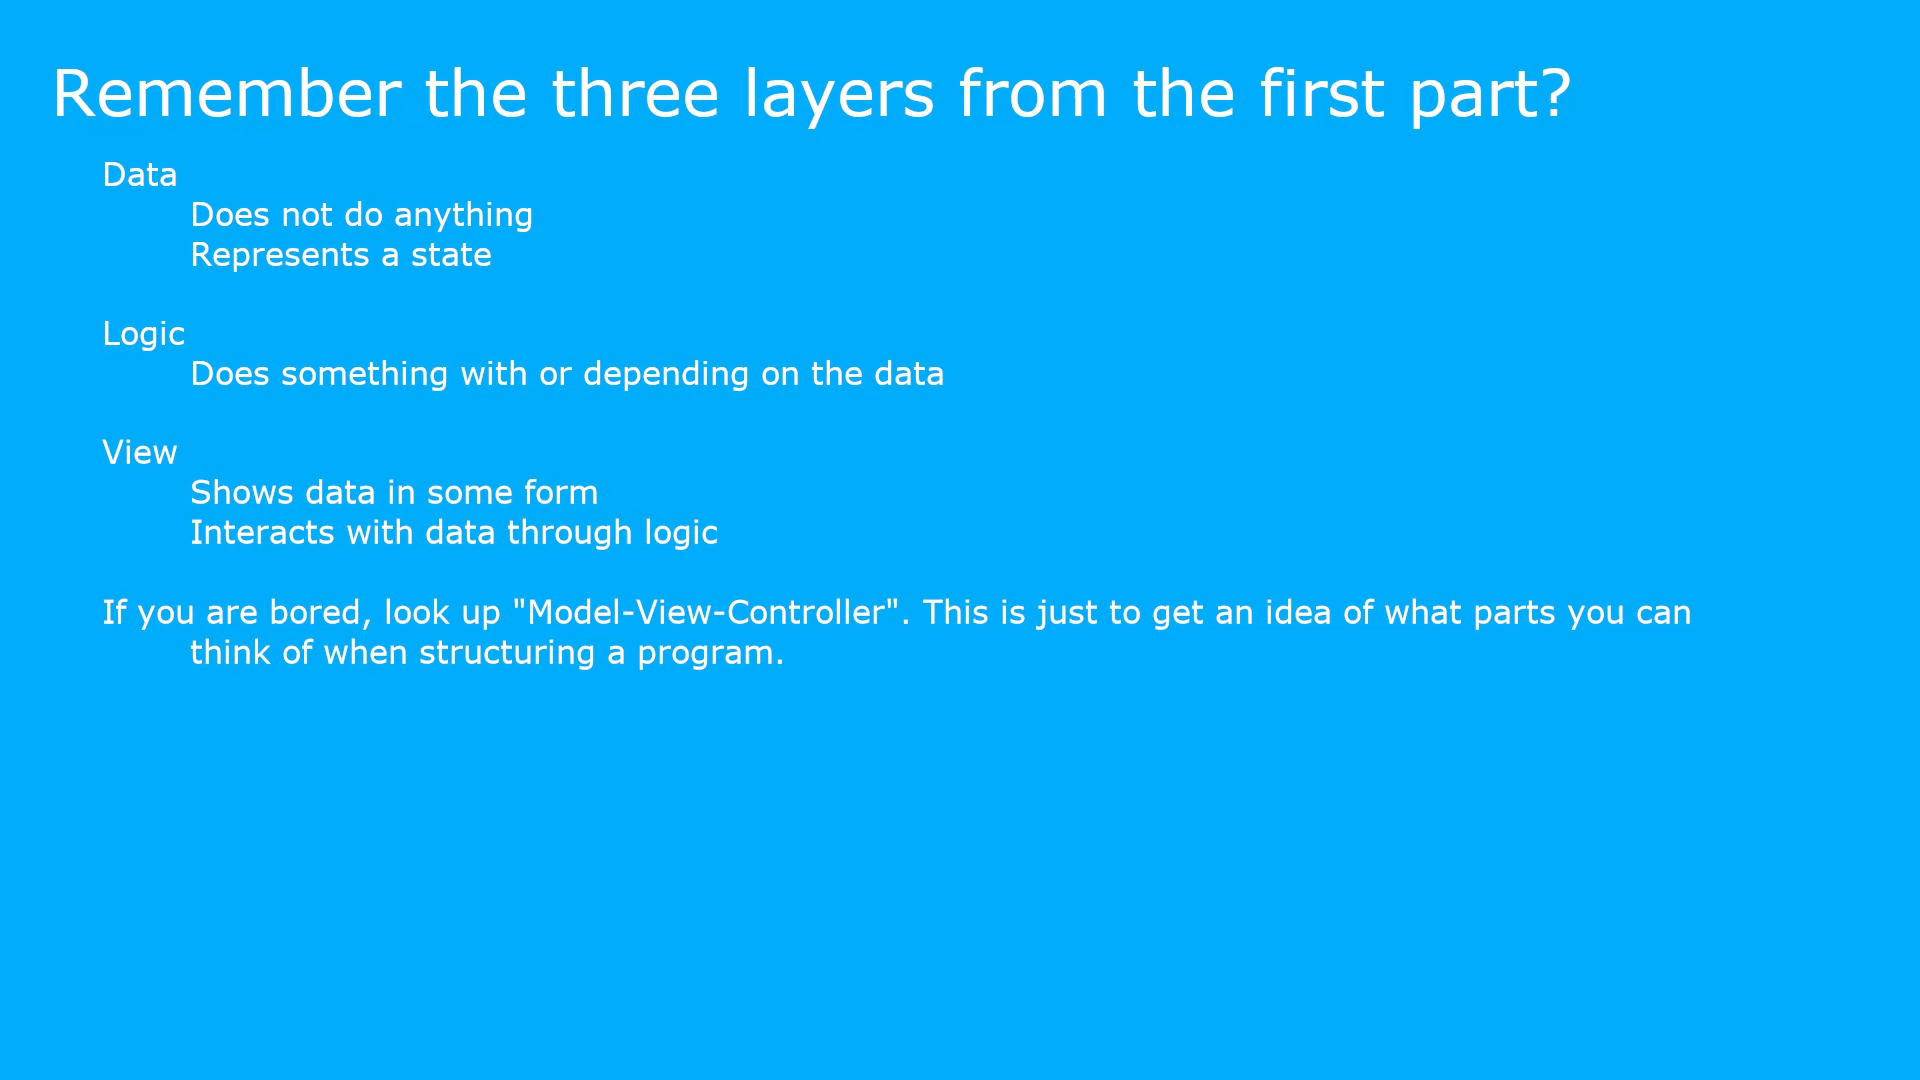 Remember the three layers from the first part?
Data
Does not do anything
Represents a state
Logic
Does something with or depending on the data
View
Shows data in some form
Interacts with data through logic
If you are bored, look up "Model-View-Controller". This is just to get an idea of what parts you can
think of when structuring a program.